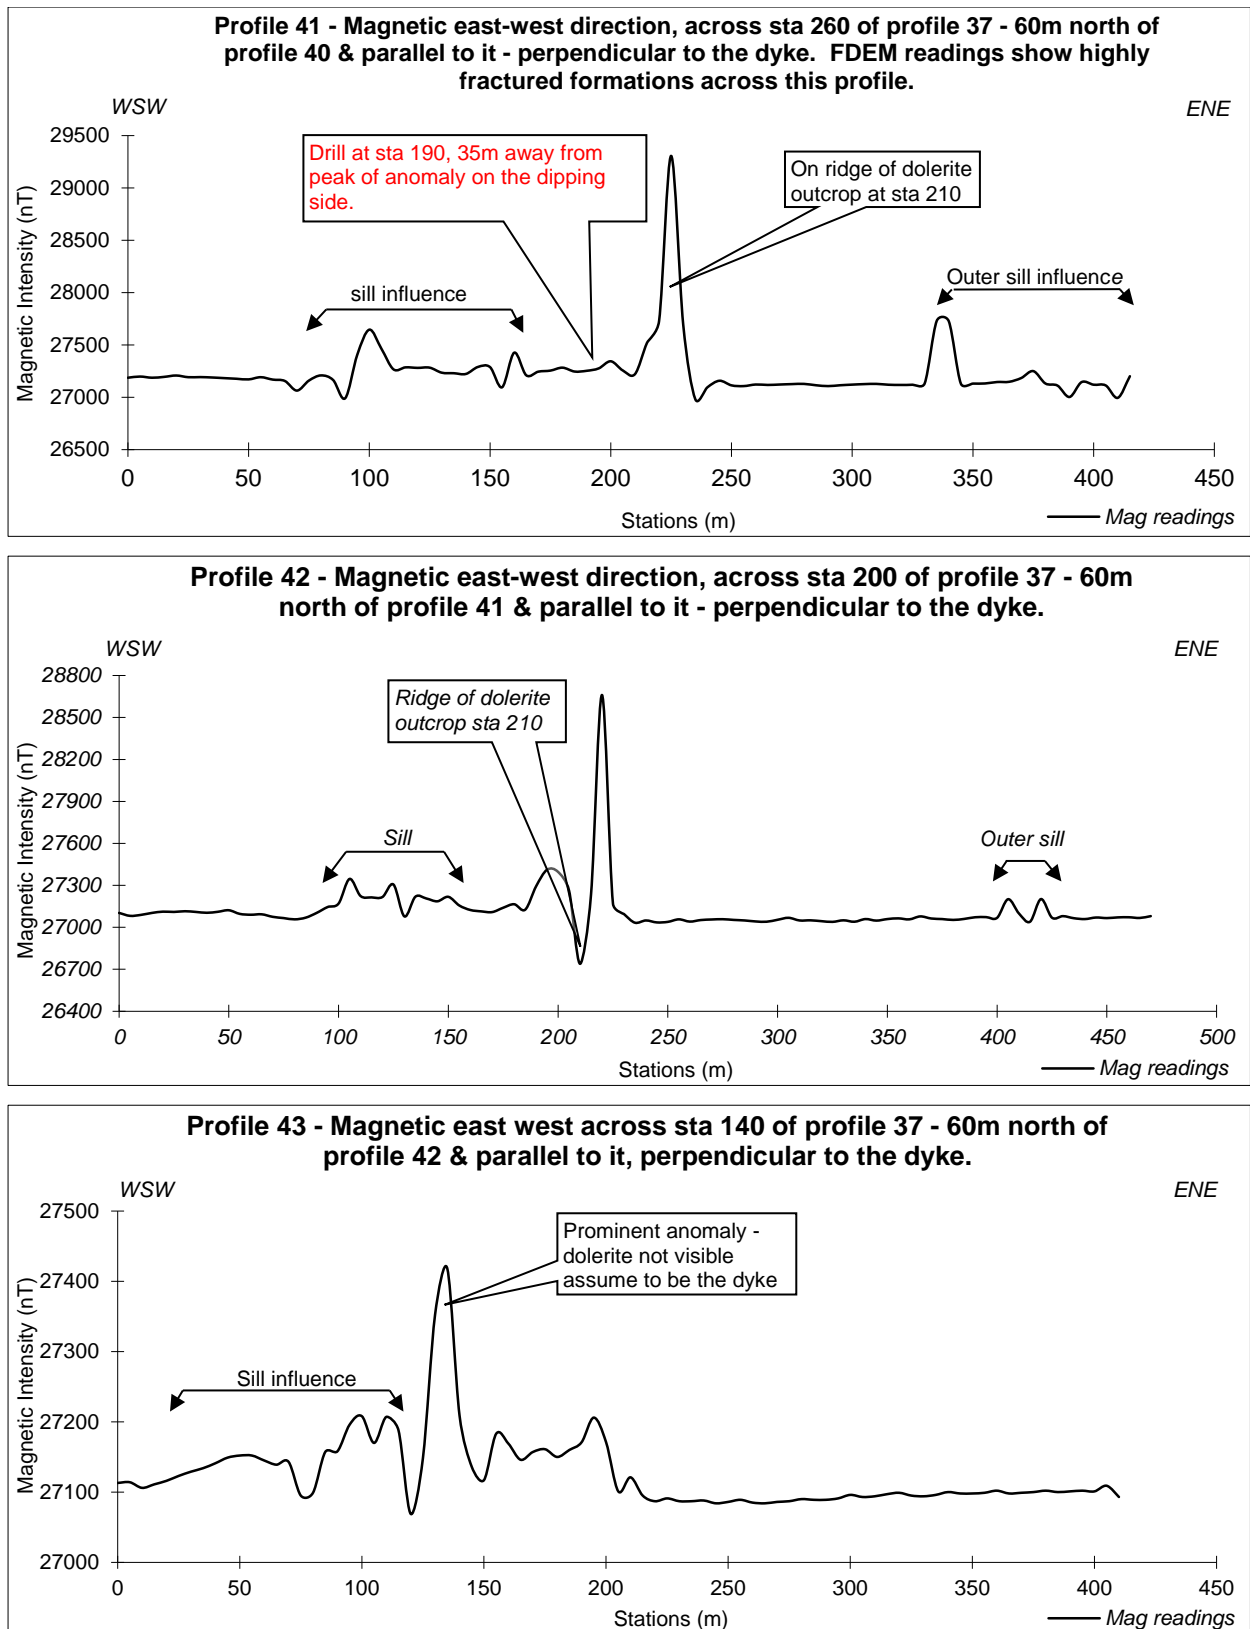 Profile 41 - Magnetic east-west direction, across sta 260 of profile 37 - 60m north of
profile 40 & parallel to it - perpendicular to the dyke. FDEM readings show highly
fractured formations across this profile.
WSW
ENE
Drill at sta 190, 35m away from
peak of anomaly on the dipping
side.
On ridge of dolerite
outcrop at sta 210
sill influence
Outer sill influence
Magnetic Intensity (nT)
29500
29000
28500
28000
27500
27000
26500
0 50 100 150 200 250 300 350 400 450
Stations (m)
Mag readings
Profile 42 - Magnetic east-west direction, across sta 200 of profile 37 - 60m
north of profile 41 & parallel to it - perpendicular to the dyke.
WSW
ENE
Ridge of dolerite
outcrop sta 210
Sill
Outer sill
Magnetic Intensity (nT)
28800
28500
28200
27900
27600
27300
27000
26700
26400
0 50 100 150 200 250 300 350 400 450 500
Stations (m)
Mag readings
Profile 43 - Magnetic east west across sta 140 of profile 37 - 60m north of
profile 42 & parallel to it, perpendicular to the dyke.
WSW
ENE
Prominent anomaly -
dolerite not visible
assume to be the dyke
Sill influence
Magnetic Intensity (nT)
27500
27400
27300
27200
27100
27000
0 50 100 150 200 250 300 350 400 450
Stations (m)
Mag readings